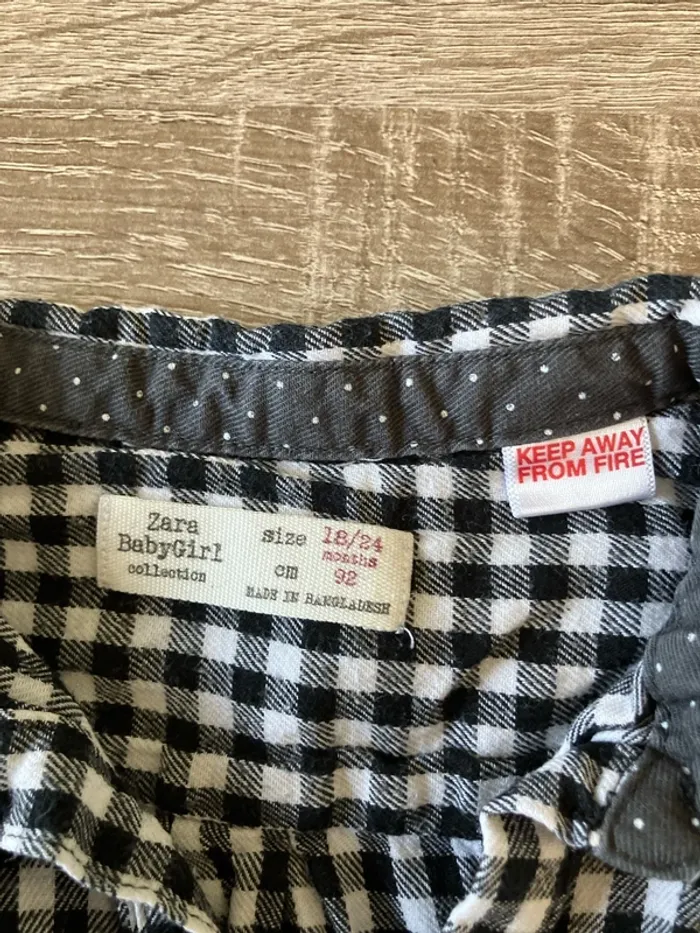 KEEP AWAY
FROM FIRE
Zara
BabyGirl
collection
size 18/24
months
cm 92
MADE IN BANGLADESH